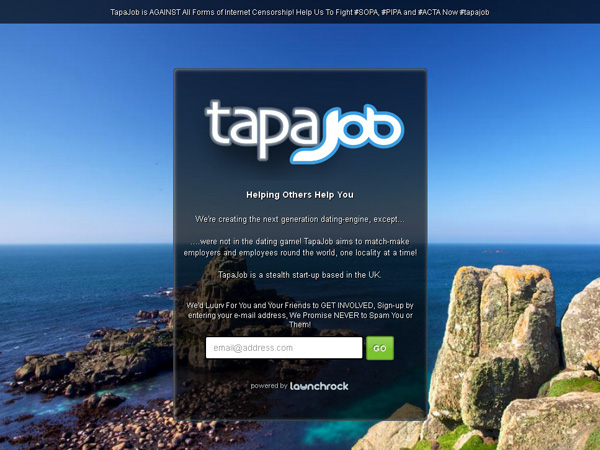 TapaJob is AGAINST All Forms of Internet Censorship! Help Us To Fight #SOPA, #PIPA and #ACTA Now #tapajob
tapajob
Helping Others Help You
We're creating the next generation dating-engine, except...
....were not in the dating game! TapaJob aims to match-make
employers and employees round the world, one locality at a time!
TapaJob is a stealth start-up based in the UK.
We'd Luurv For You and Your Friends to GET INVOLVED, Sign-up by
entering your e-mail address, We Promise NEVER to Spam You or
Them!
email@address.com GO
powered by launchrock